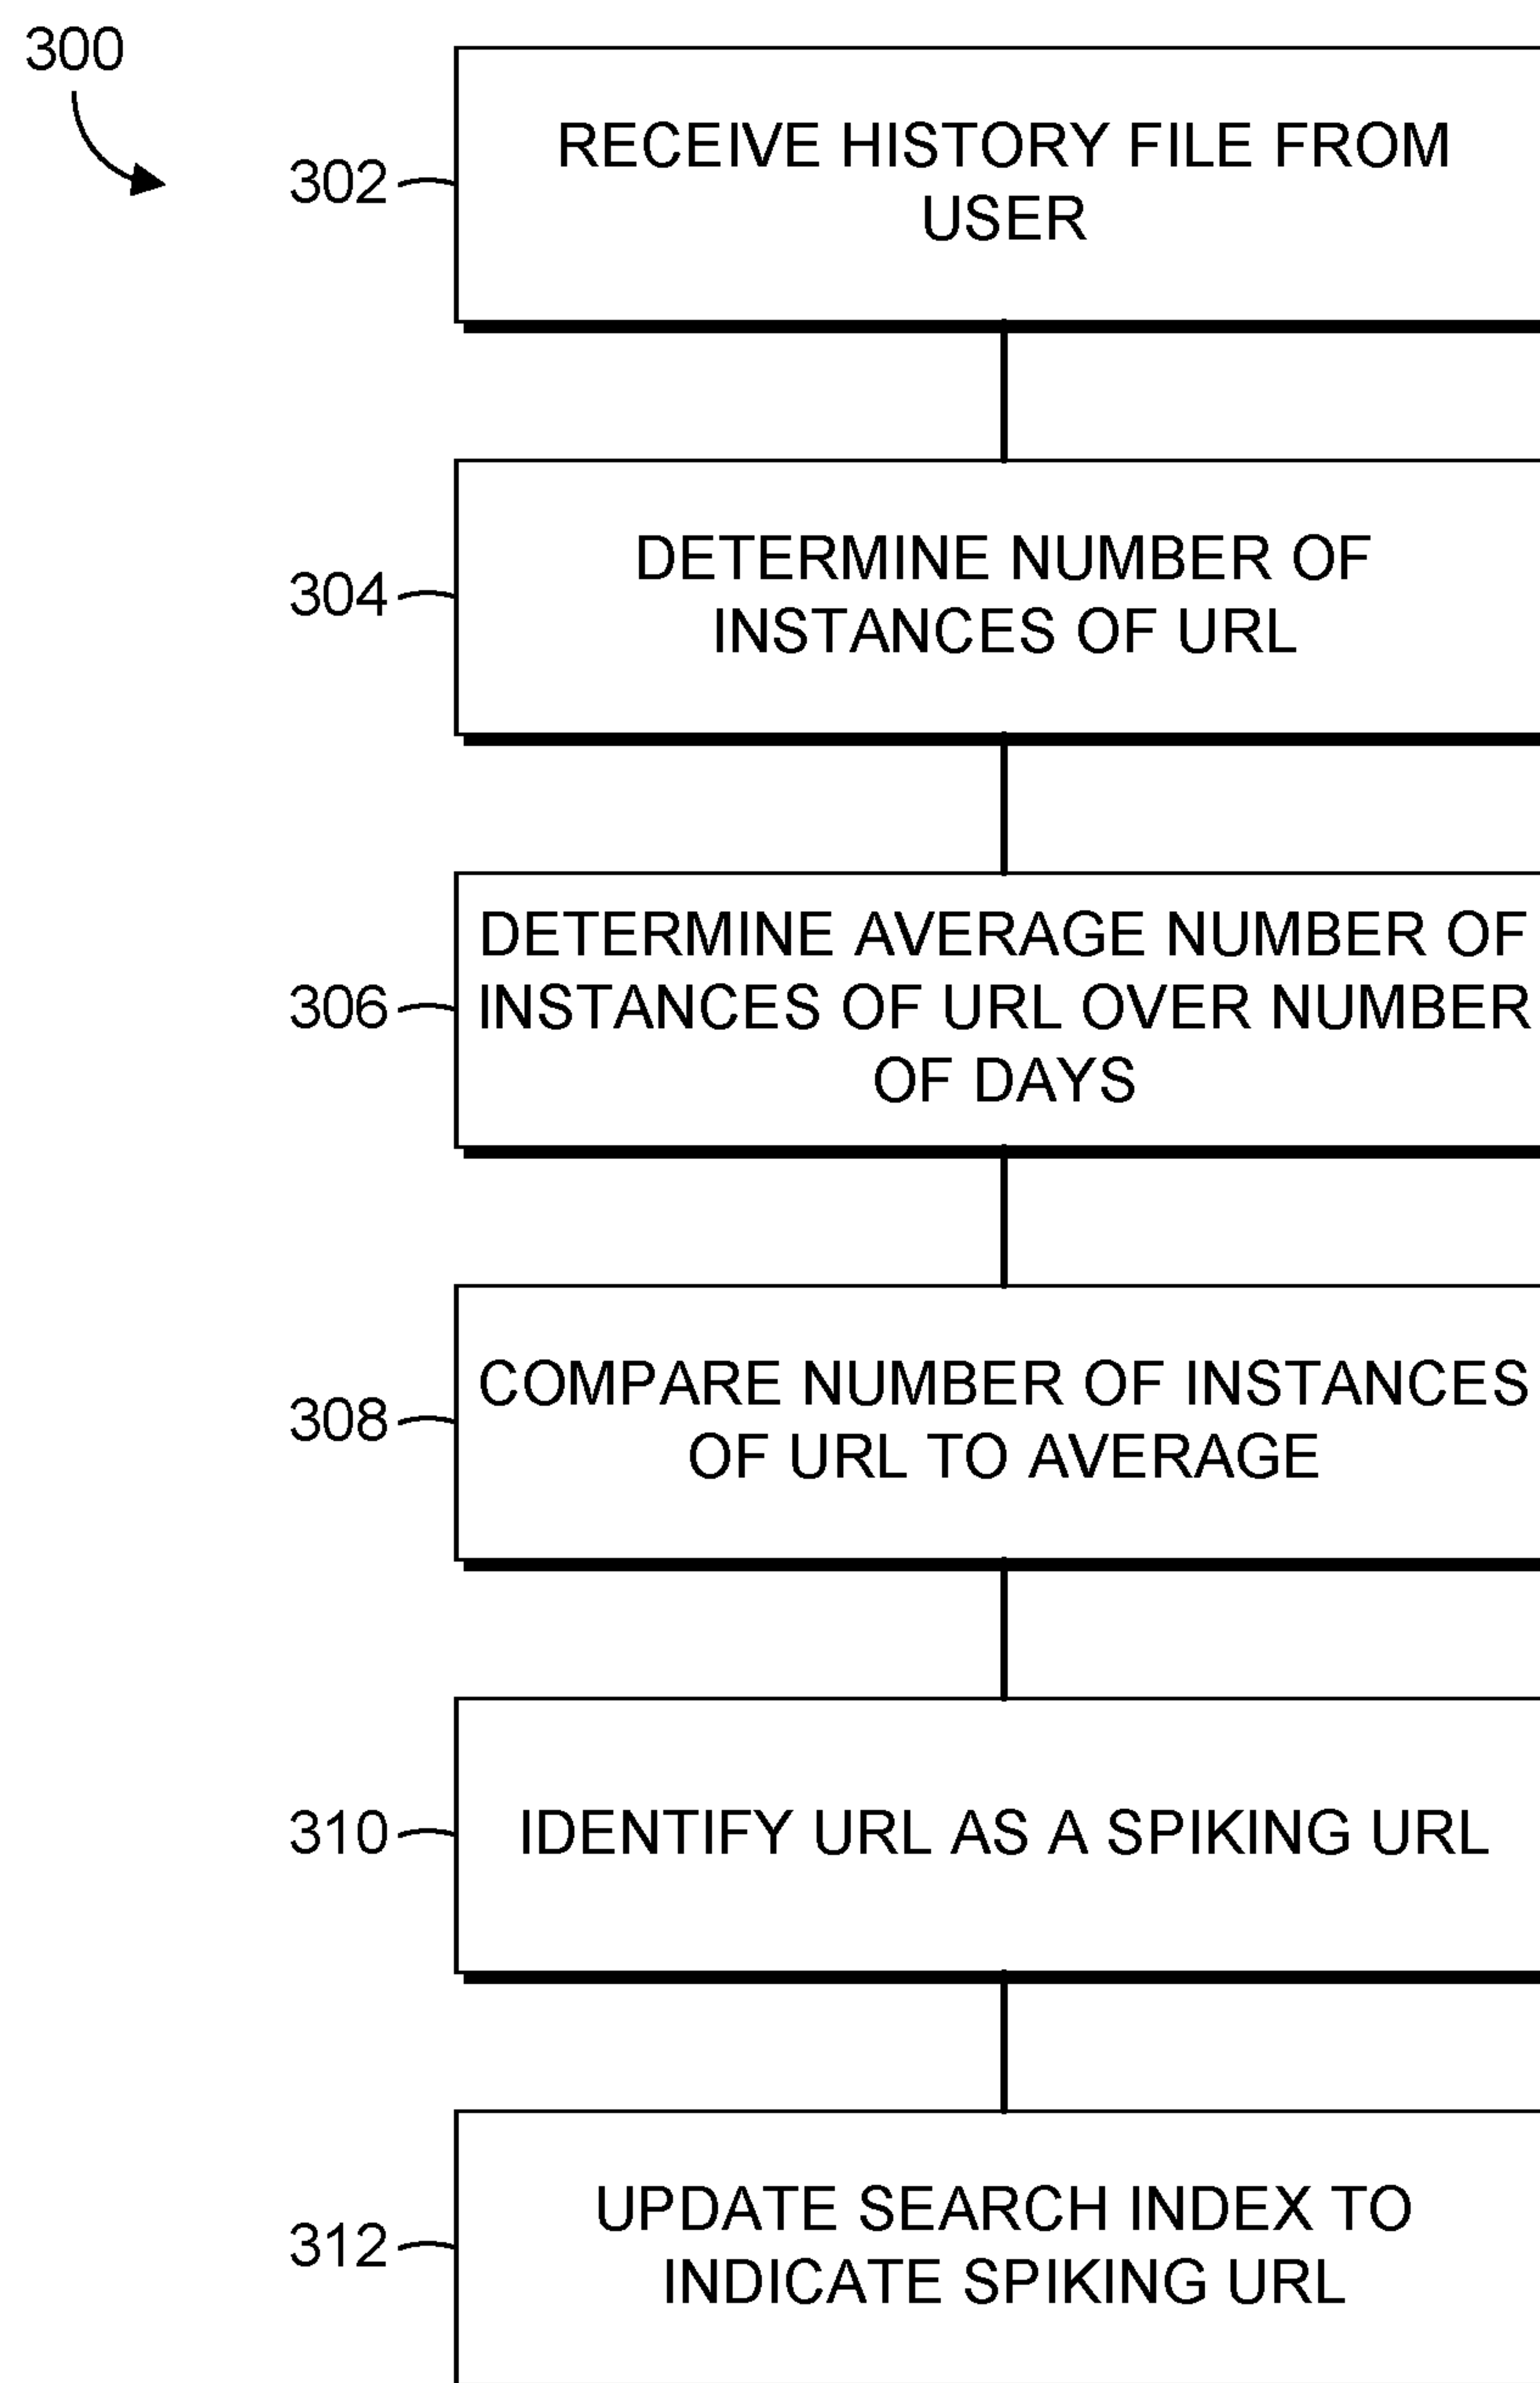 300
302
RECEIVE HISTORY FILE FROM
USER
304
DETERMINE NUMBER OF
INSTANCES OF URL
306
DETERMINE AVERAGE NUMBER OF
INSTANCES OF URL OVER NUMBER
OF DAYS
308
COMPARE NUMBER OF INSTANCES
OF URL TO AVERAGE
310
IDENTIFY URL AS A SPIKING URL
312
UPDATE SEARCH INDEX TO
INDICATE SPIKING URL